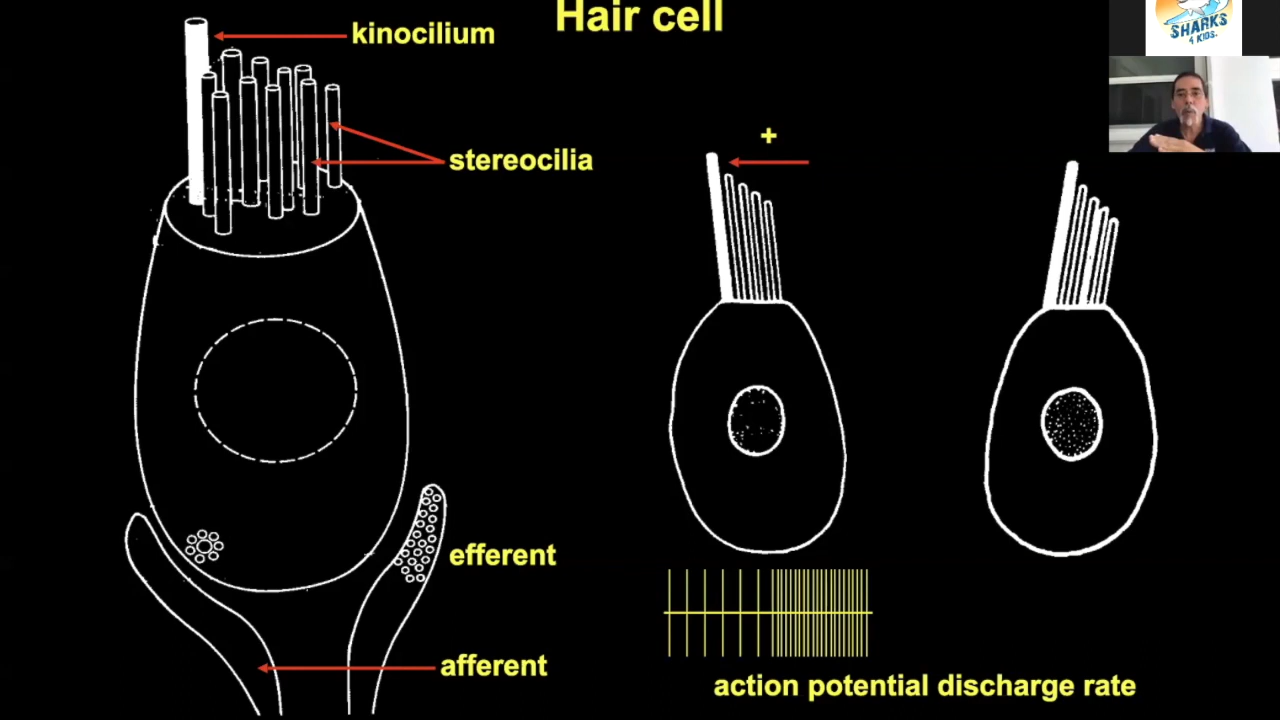 Hair cell
SHARKS
4 KIDS.
kinocilium
+
stereocilia
efferent
afferent
action potential discharge rate